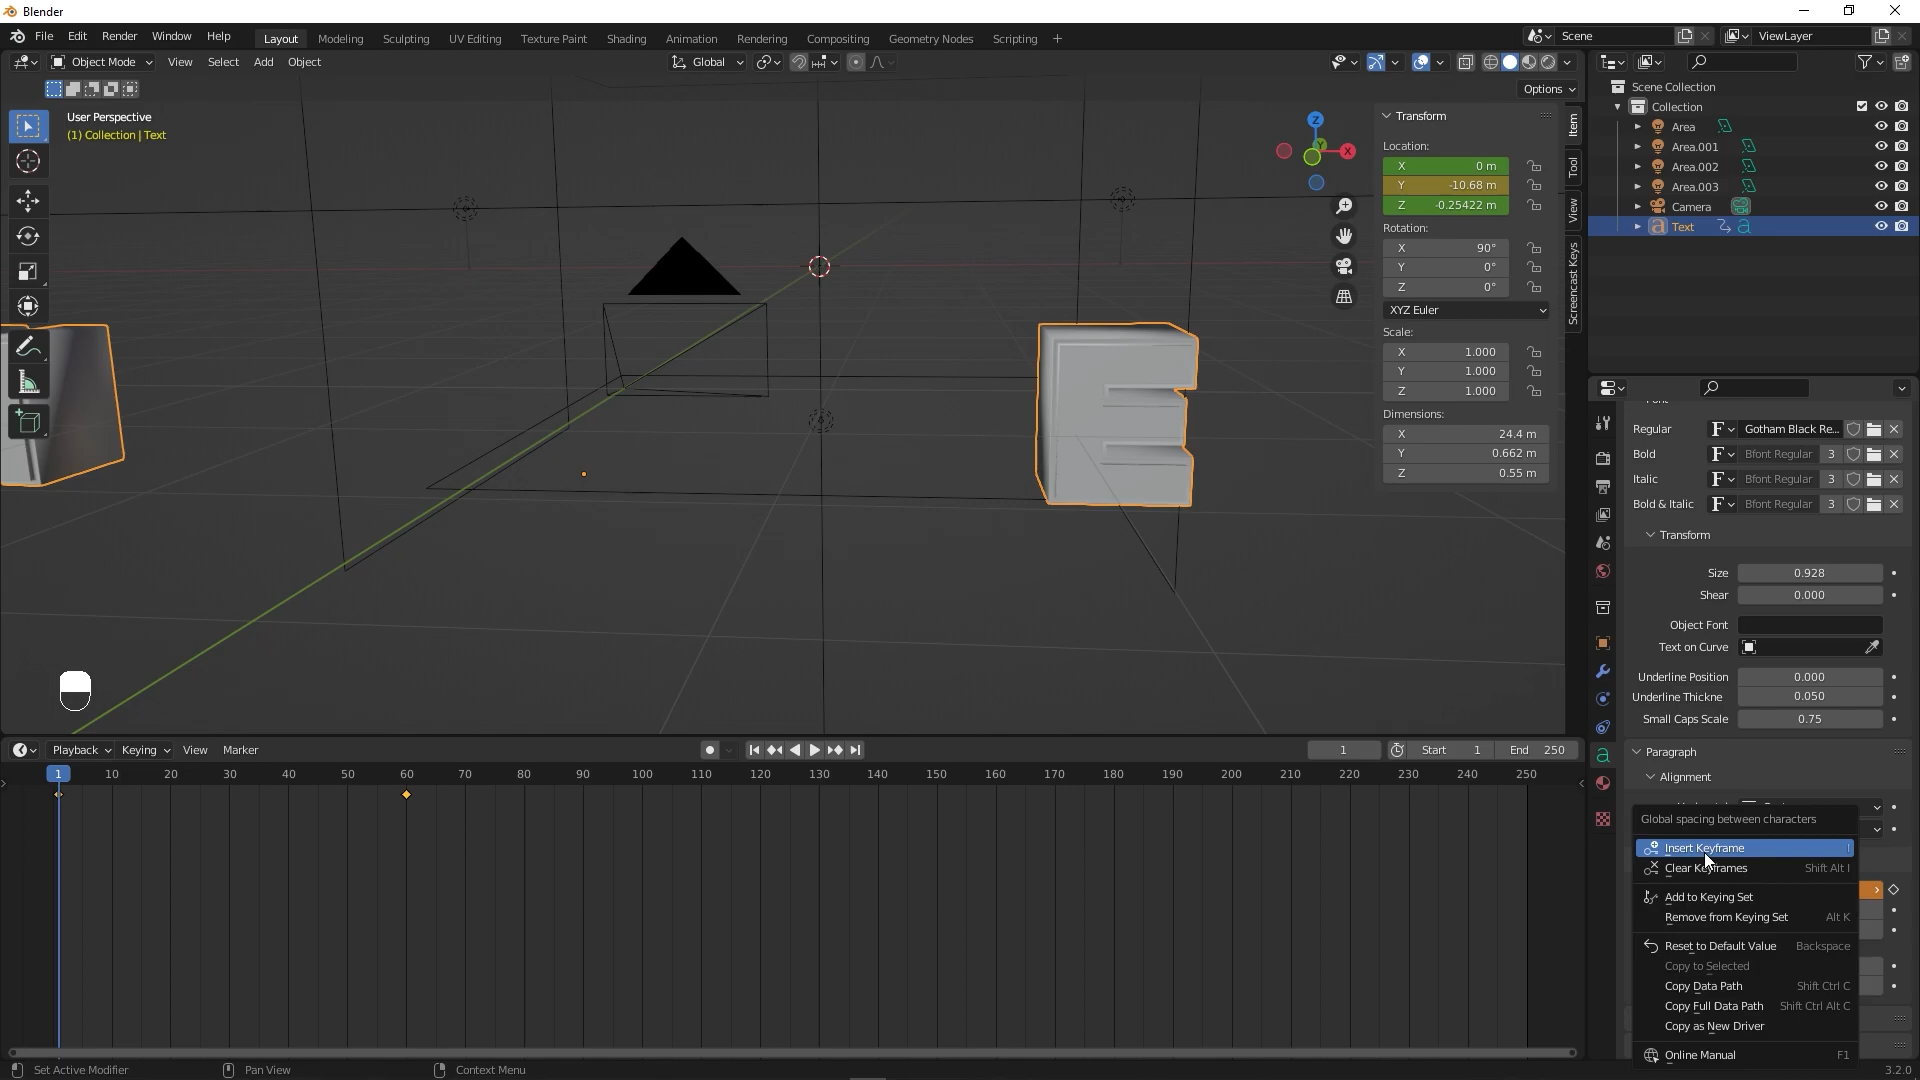 Blender
File Edit Render Window Help Layout Modeling Sculpting UV Editing Texture Paint Shading Animation Rendering Compositing Geometry Nodes Scripting + Scene ViewLayer
Object Mode View Select Add Object Global
Options
User Perspective
(1) Collection | Text
Z
Y
X
Transform
Location:
X 0 m
Y -10.68 m
Z -0.25422 m
Rotation:
X 90°
Y 0°
Z 0°
XYZ Euler
Scale:
X 1.000
Y 1.000
Z 1.000
Dimensions:
X 24.4 m
Y 0.662 m
Z 0.55 m
Item
Tool
View
Screencast Keys
E
Scene Collection
Collection
Area
Area.001
Area.002
Area.003
Camera
Text
Regular F Gotham Black Re...
Bold F Bfont Regular 3
Italic F Bfont Regular 3
Bold & Italic F Bfont Regular 3
Transform
Size 0.928
Shear 0.000
Object Font
Text on Curve
Underline Position 0.000
Underline Thickne 0.050
Small Caps Scale 0.75
Paragraph
Alignment
Global spacing between characters
Insert Keyframe I
Clear Keyframes Shift Alt I
Add to Keying Set
Remove from Keying Set Alt K
Reset to Default Value Backspace
Copy to Selected
Copy Data Path Shift Ctrl C
Copy Full Data Path Shift Ctrl Alt C
Copy as New Driver
Online Manual F1
Playback Keying View Marker 1 Start 1 End 250
1 10 20 30 40 50 60 70 80 90 100 110 120 130 140 150 160 170 180 190 200 210 220 230 240 250
Set Active Modifier Pan View Context Menu 3.2.0